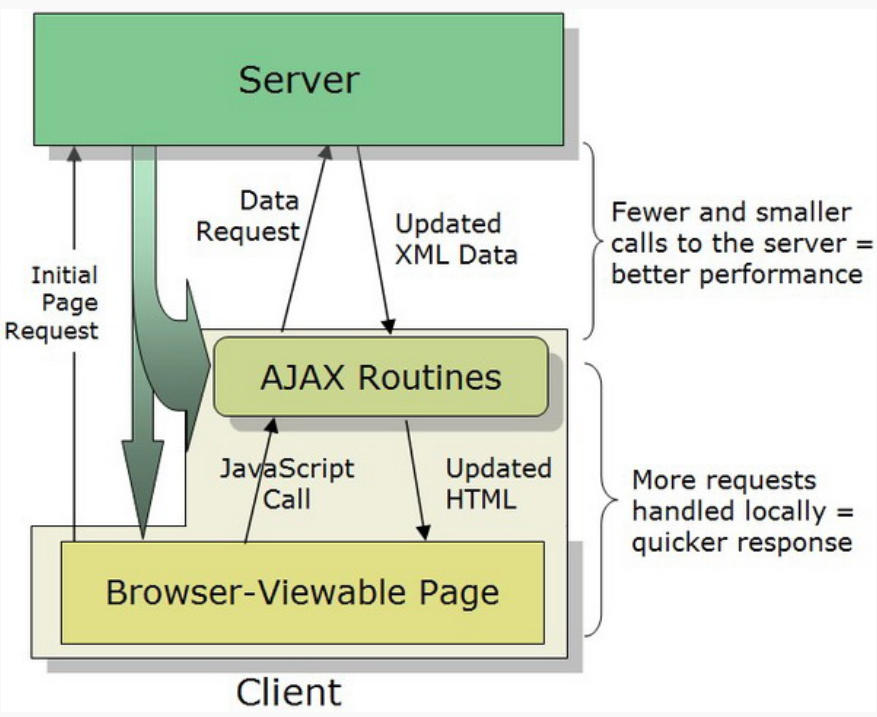 Server
Data
Request
Updated
XML Data
Fewer and smaller
calls to the server =
better performance
Initial
Page
Request
AJAX Routines
JavaScript
Call
Updated
HTML
More requests
handled locally =
quicker response
Browser-Viewable Page
Client